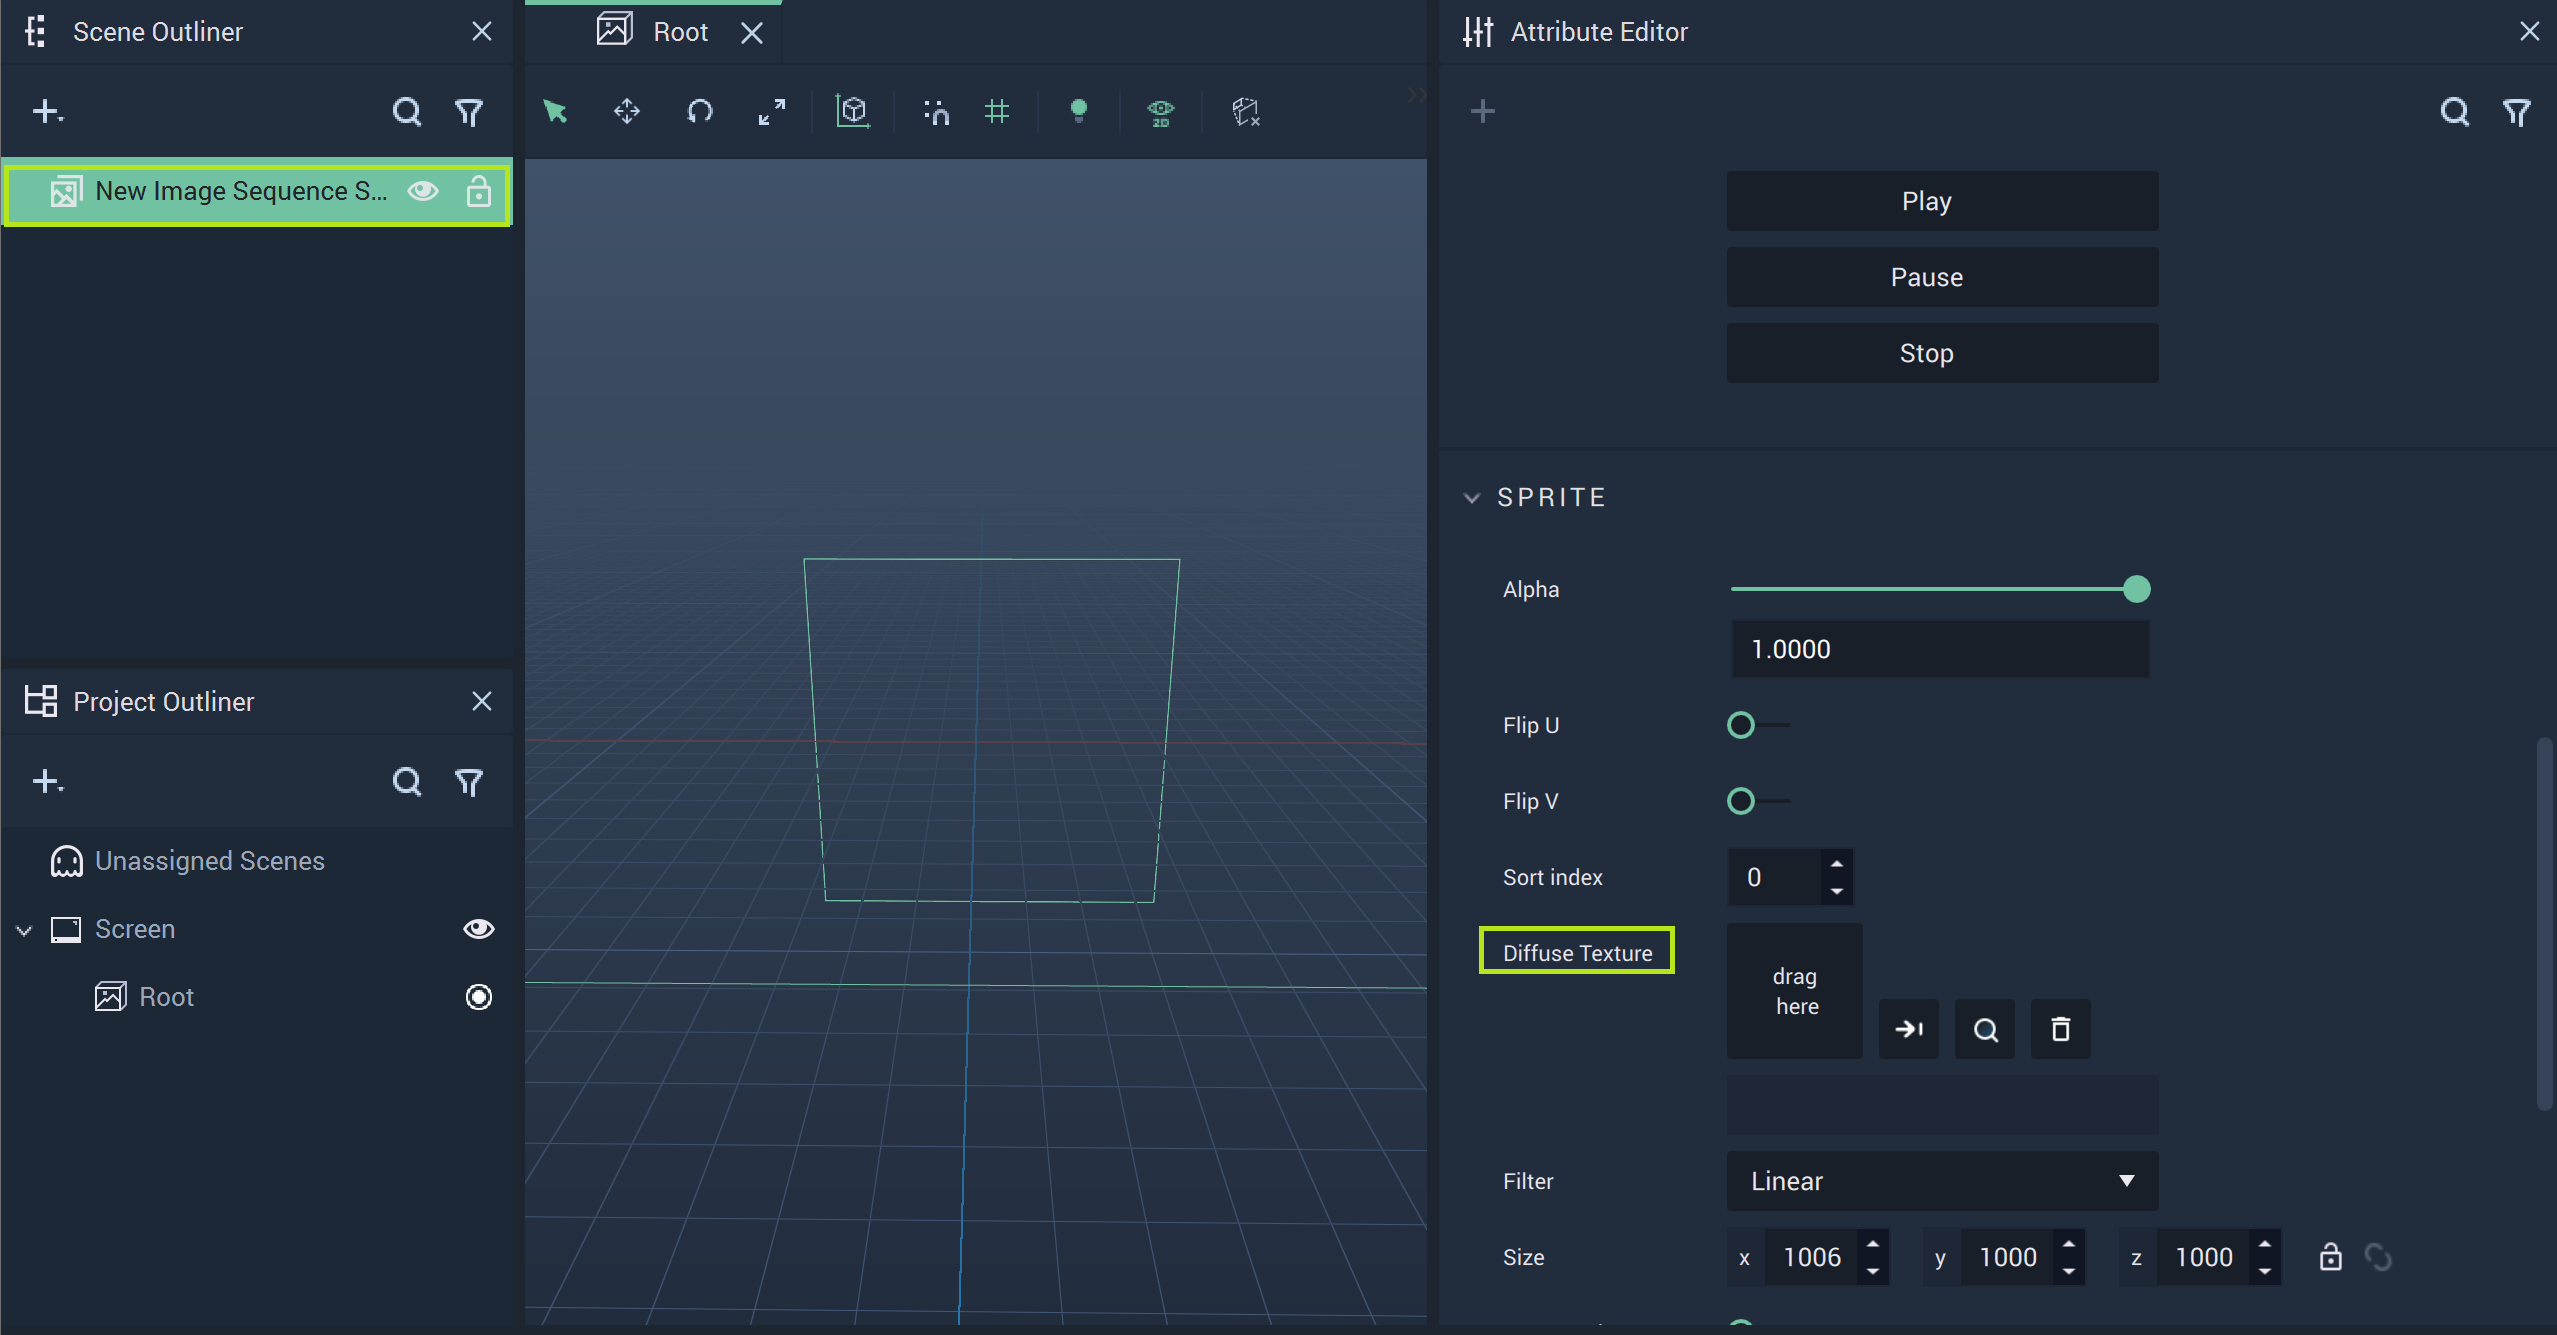 Scene Outliner
New Image Sequence S...
Project Outliner
Unassigned Scenes
Screen
Root
Root
2D
Attribute Editor
Play
Pause
Stop
SPRITE
Alpha
1.0000
Flip U
Flip V
Sort index 0
Diffuse Texture
drag
here
Filter Linear
Size x 1006 y 1000 z 1000